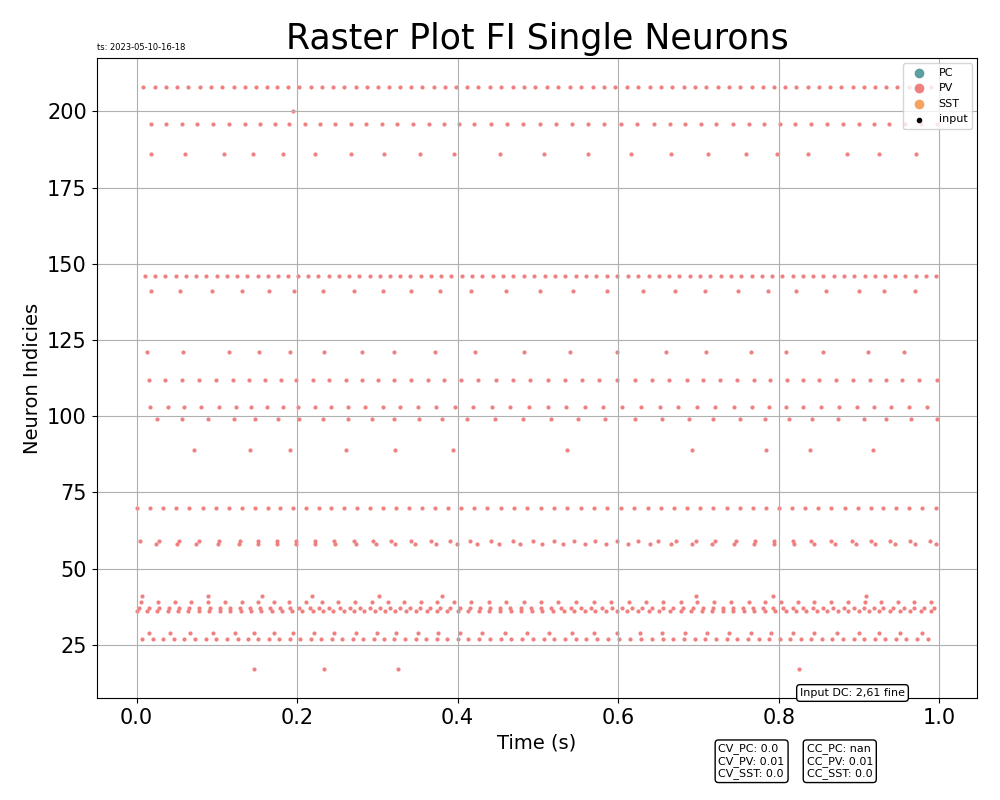 Raster Plot FI Single Neurons
ts: 2023-05-10-16-18
PC
PV
SST
input
200
175
150
125
100
75
50
25
Neuron Indicies
0.0 0.2 0.4 0.6 0.8 1.0
Time (s)
Input DC: 2,61 fine
CV_PC: 0.0
CV_PV: 0.01
CV_SST: 0.0
CC_PC: nan
CC_PV: 0.01
CC_SST: 0.0